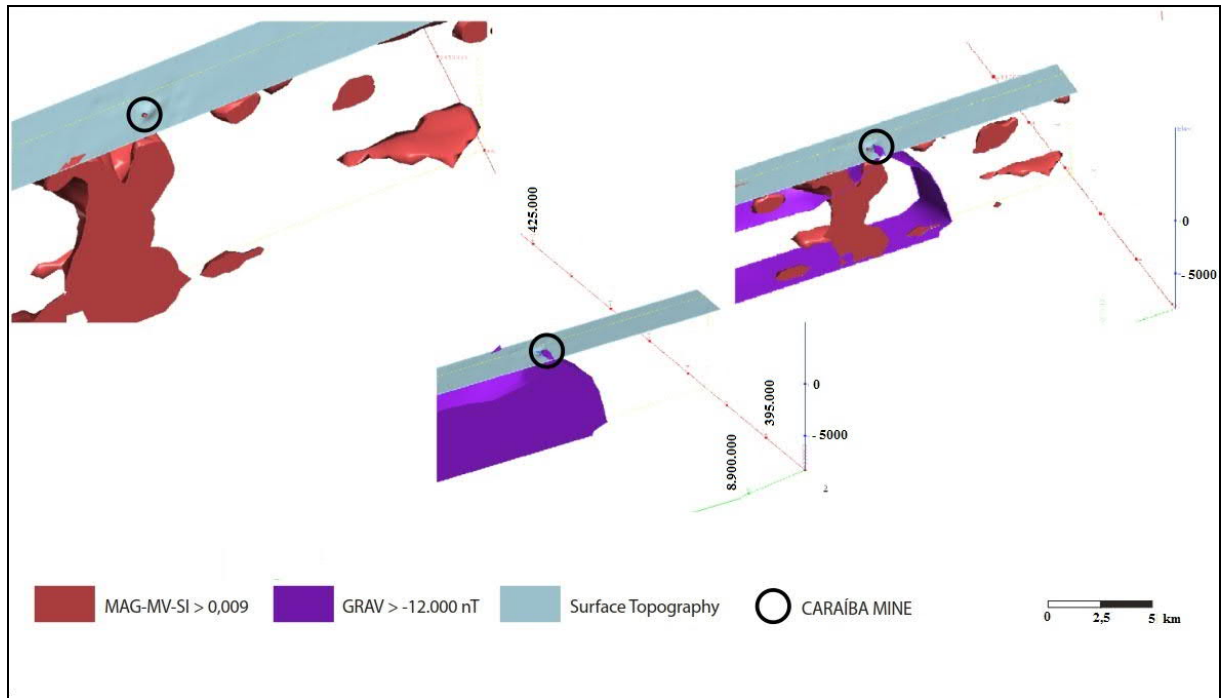 425.000
0
- 5000
0
- 5000
395.000
8.900.000
MAG-MV-SI > 0,009
GRAV > -12.000 nT
Surface Topography
CARAÍBA MINE
0 2,5 5 km